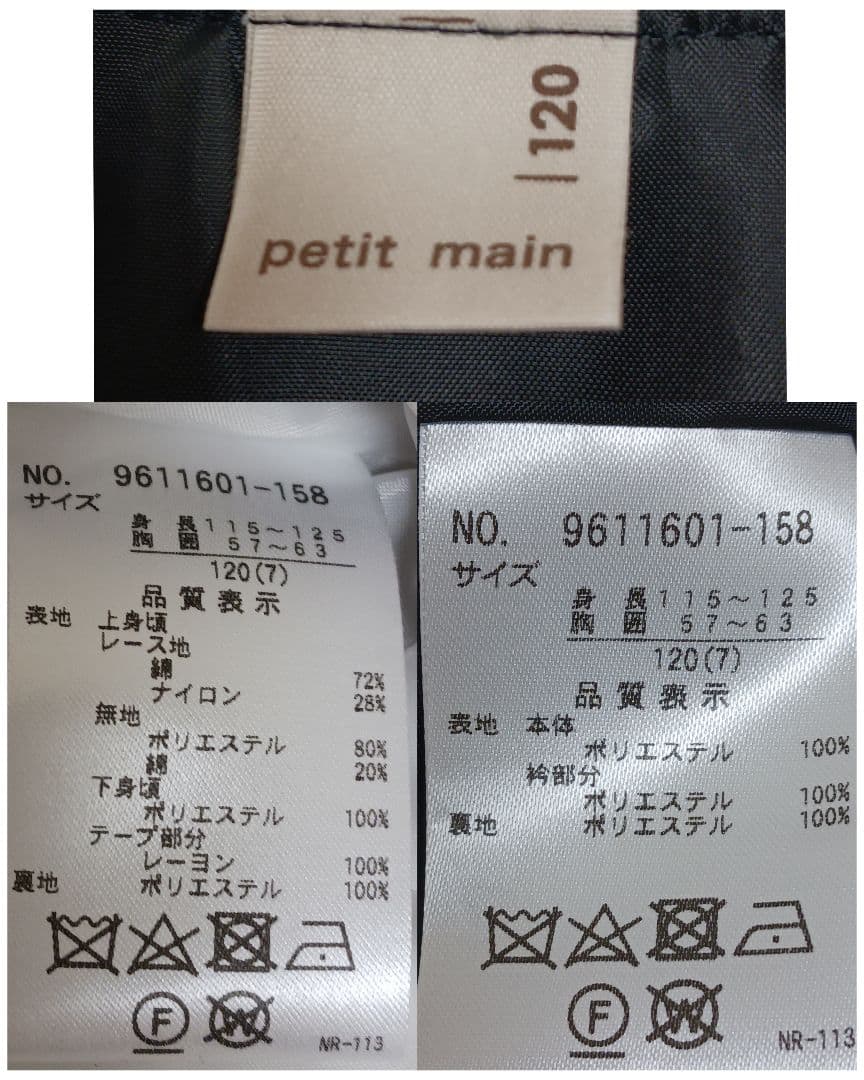 120
petit main
NO. 9611601-158
サイズ
身長 115～125
胸囲 57～63
120(7)
品質表示
表地 上身頃
レース地
綿 72%
ナイロン 28%
無地
ポリエステル 80%
綿 20%
下身頃
ポリエステル 100%
テープ部分
レーヨン 100%
裏地 ポリエステル 100%
F W
NR-113
NO. 9611601-158
サイズ
身長 115～125
胸囲 57～63
120(7)
品質表示
表地 本体
ポリエステル 100%
衿部分
ポリエステル 100%
裏地 ポリエステル 100%
F W
NR-113